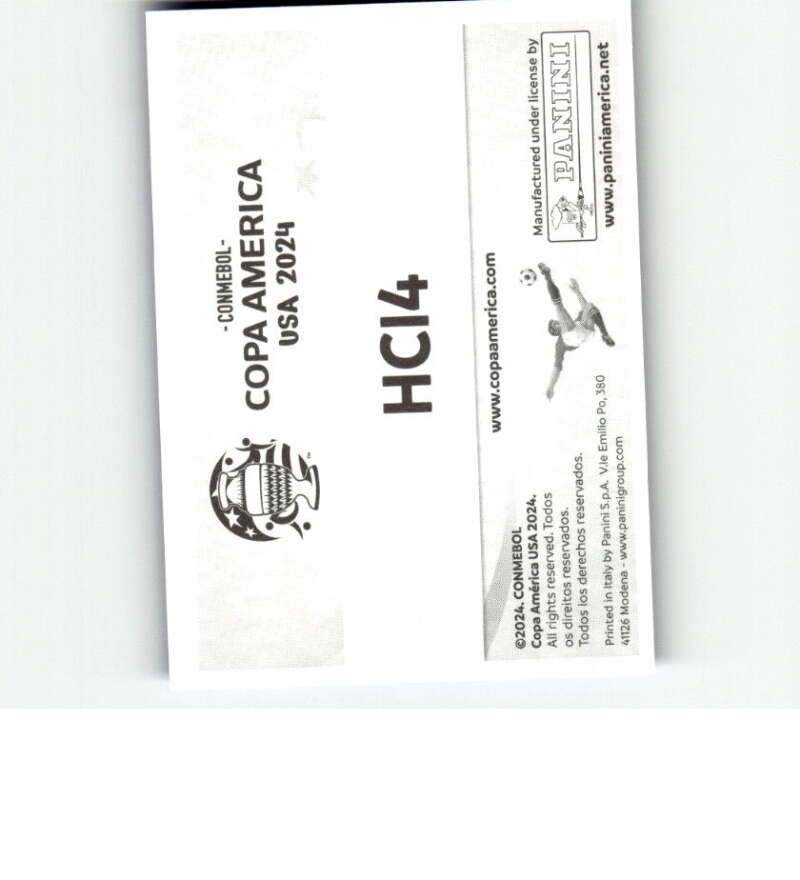 - CONMEBOL -
COPA AMERICA
USA 2024
TM
HCI4
www.copaamerica.com
©2024. CONMEBOL
Copa América USA 2024.
All rights reserved. Todos
os direitos reservados.
Todos los derechos reservados.
Printed in Italy by Panini S.p.A. V.le Emilio Po, 380
41126 Modena - www.paninigroup.com
Manufactured under license by
PANINI
www.paniniamerica.net